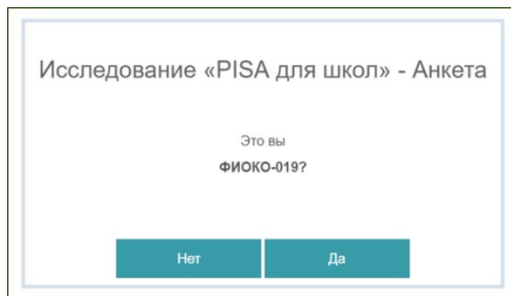 Исследование «PISA для школ» - Анкета
Это вы
ФИОКО-019?
Нет
Да